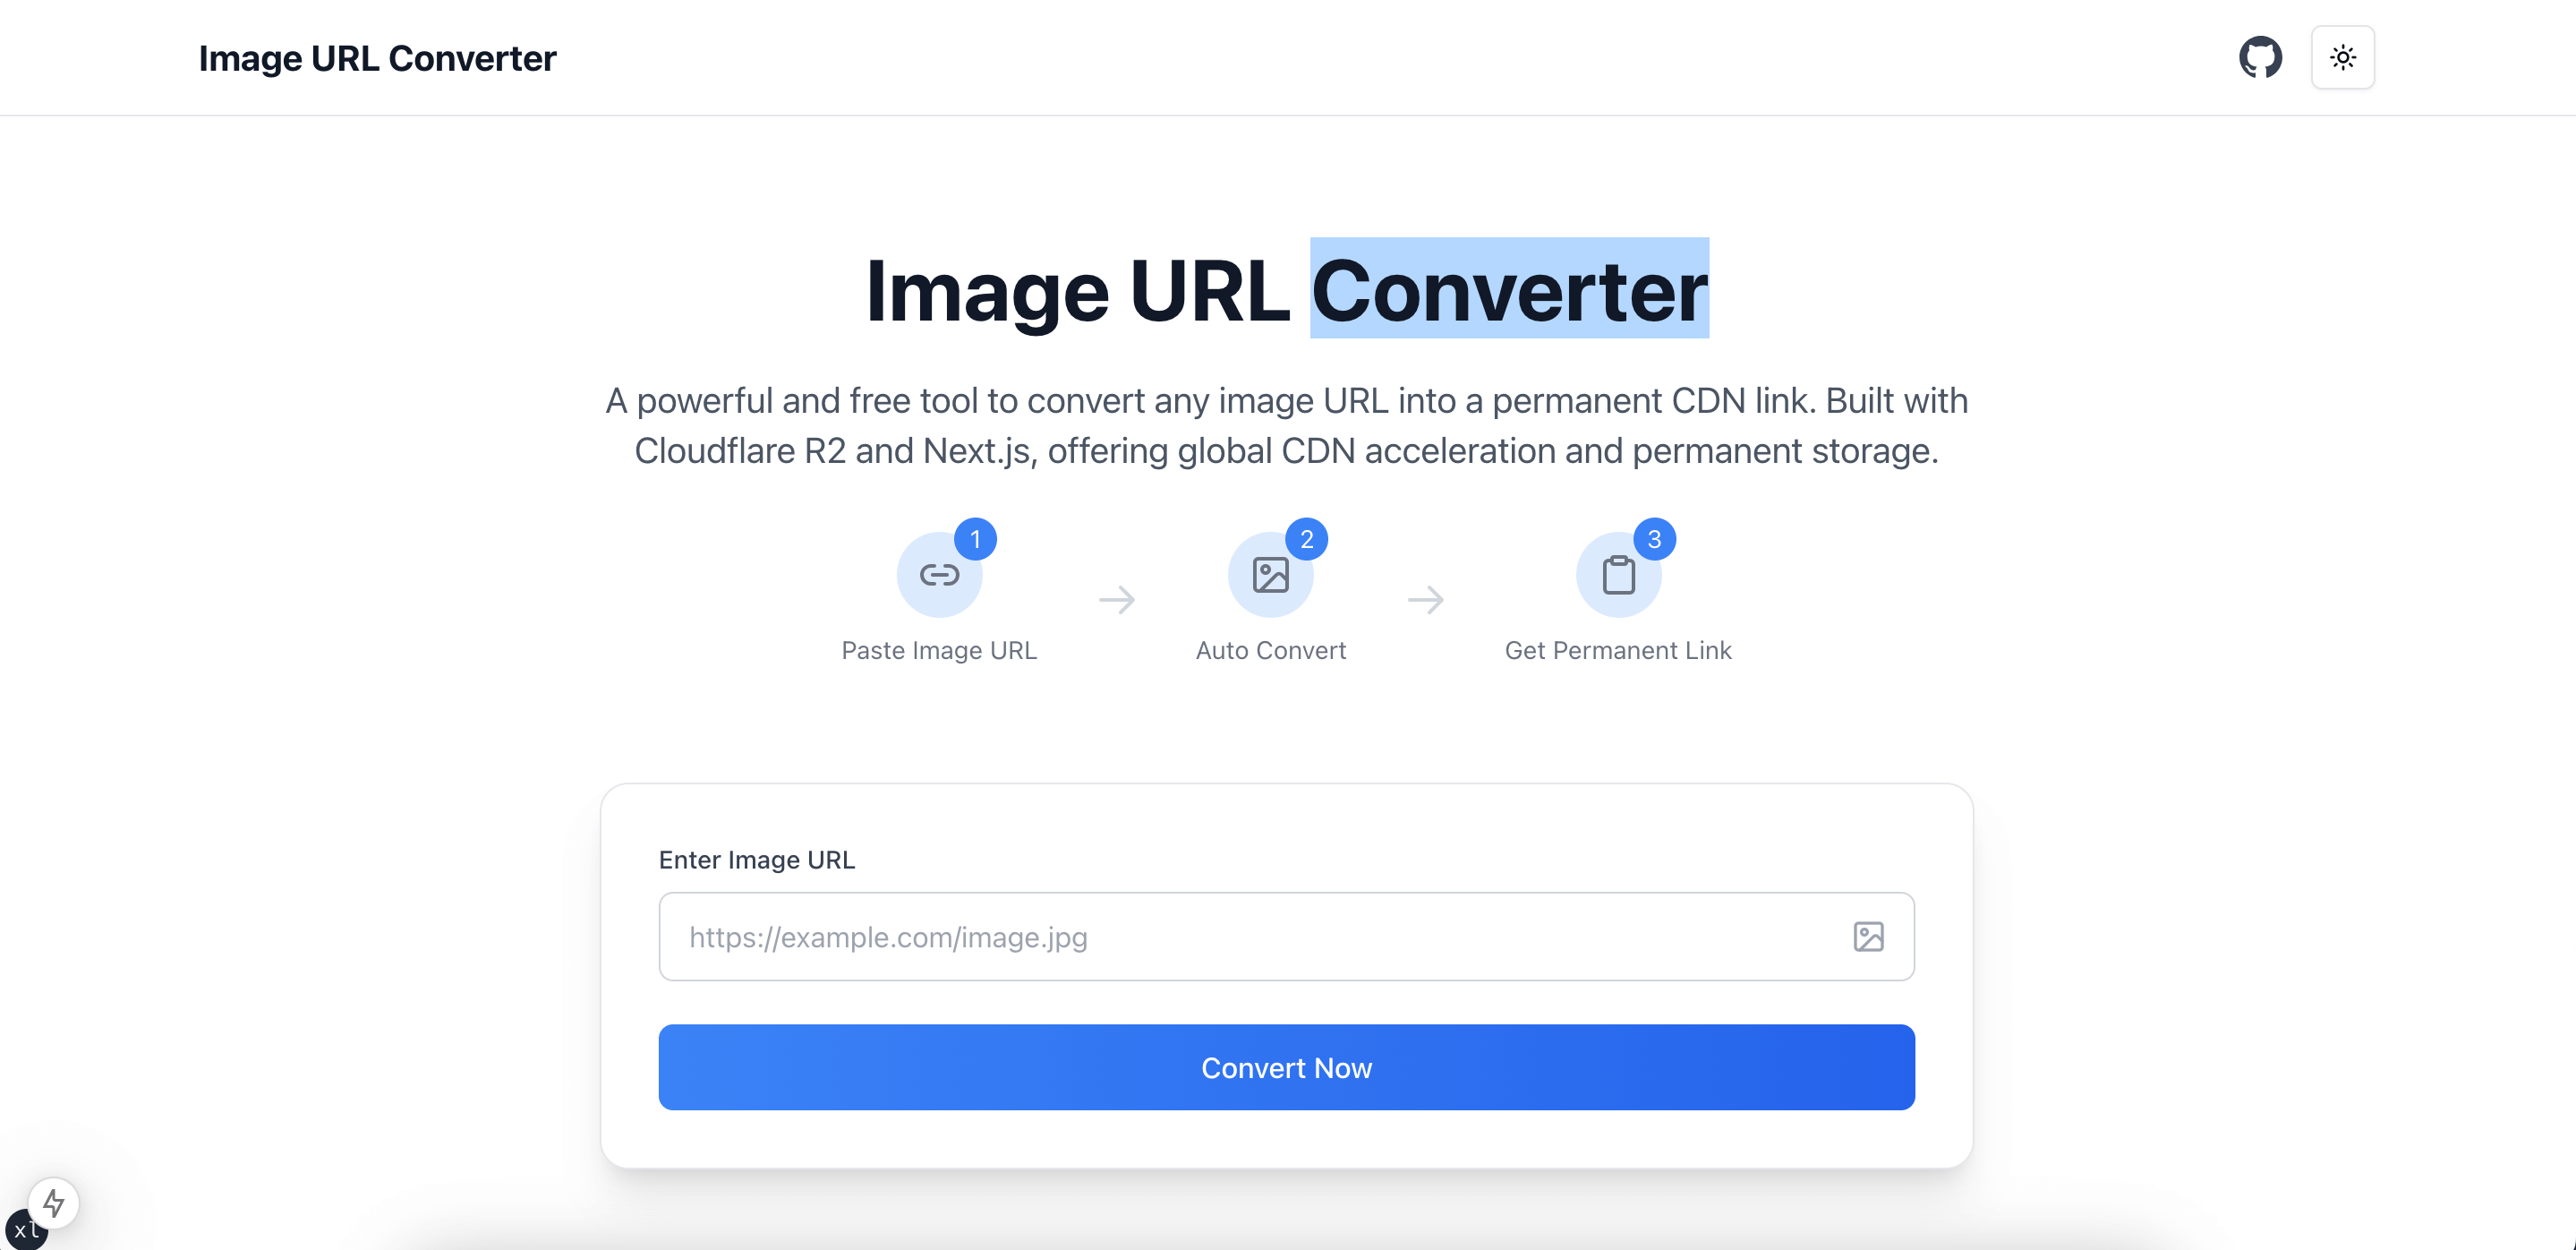 Image URL Converter
Image URL Converter
A powerful and free tool to convert any image URL into a permanent CDN link. Built with
Cloudflare R2 and Next.js, offering global CDN acceleration and permanent storage.
1
2
3
Paste Image URL
Auto Convert
Get Permanent Link
Enter Image URL
https://example.com/image.jpg
Convert Now
xl